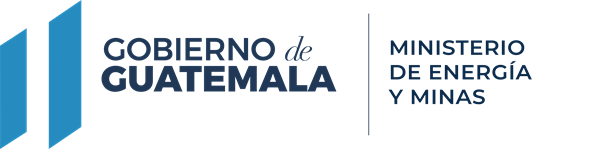 GOBIERNO de
GUATEMALA
MINISTERIO
DE ENERGÍA
Y MINAS